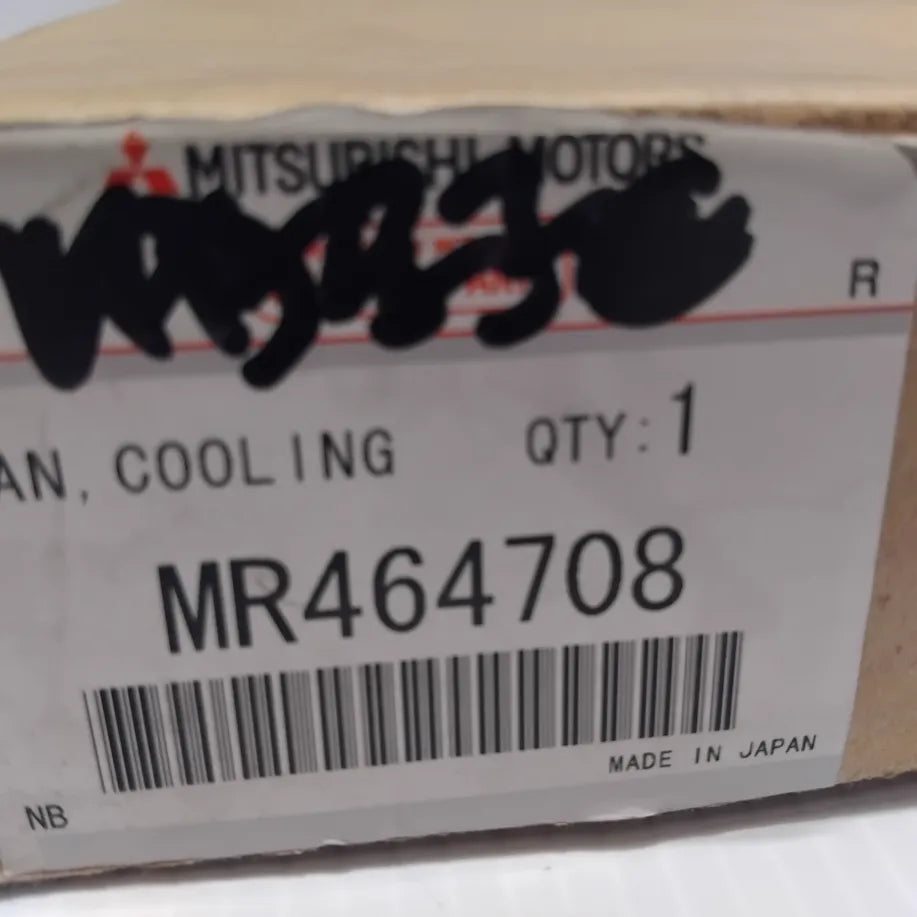 MITSUBISHI MOTORS
R
AN, COOLING QTY: 1
MR464708
MADE IN JAPAN
NB